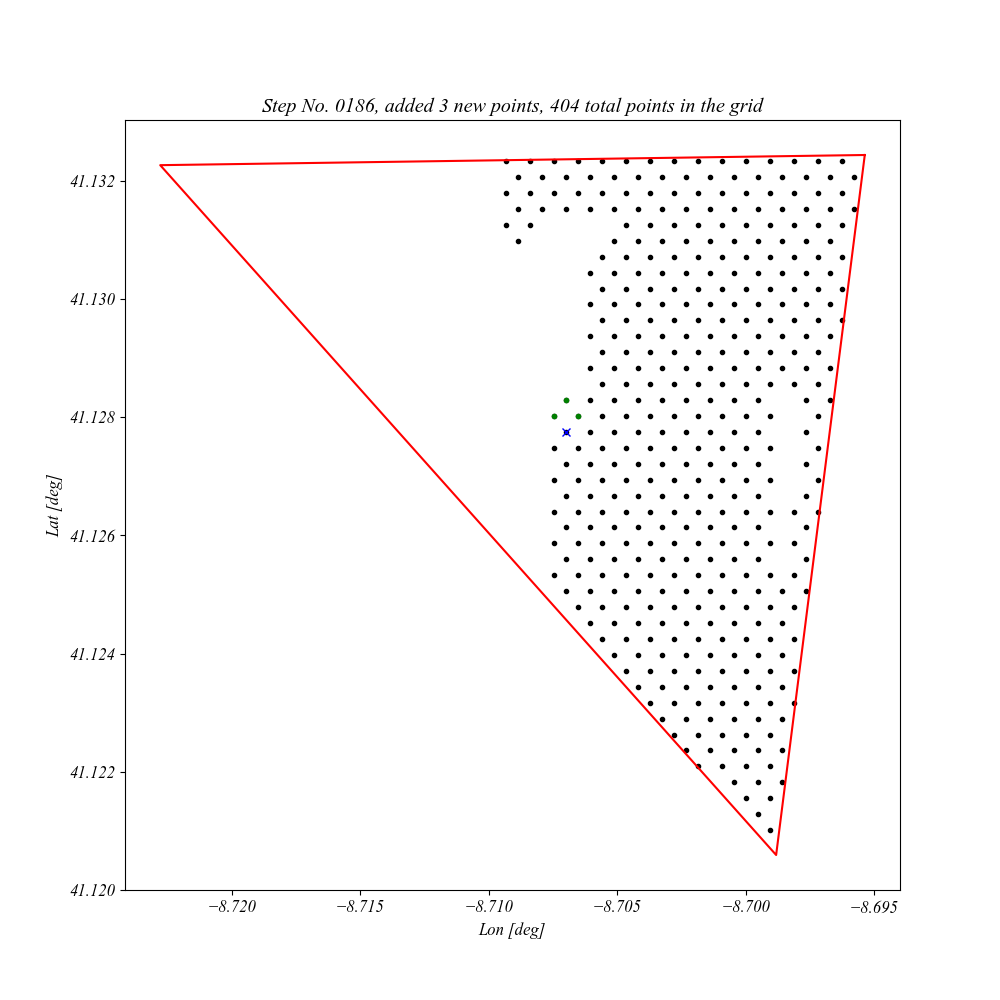 Step No. 0186, added 3 new points, 404 total points in the grid
41.132
41.130
41.128
41.126
41.124
41.122
41.120
Lat [deg]
−8.720 −8.715 −8.710 −8.705 −8.700 −8.695
Lon [deg]